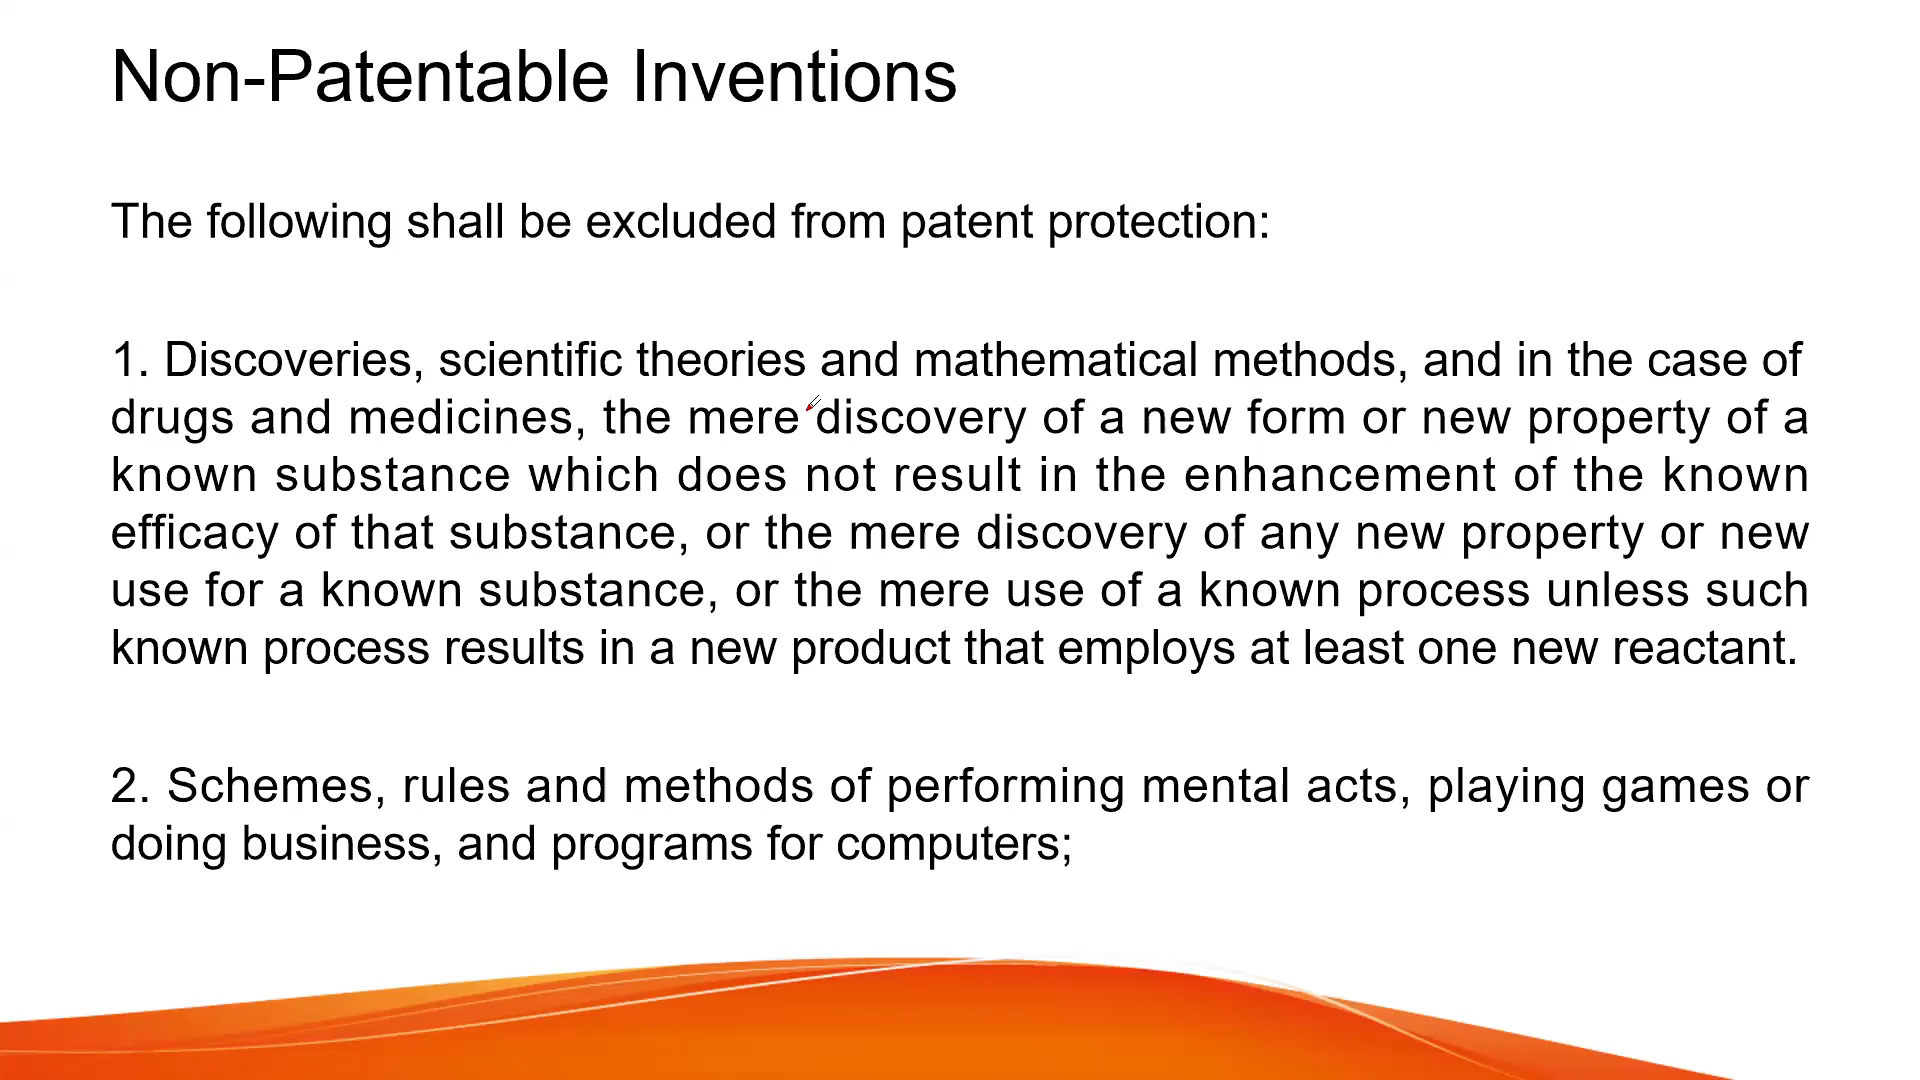 Non-Patentable Inventions
The following shall be excluded from patent protection:
1. Discoveries, scientific theories and mathematical methods, and in the case of
drugs and medicines, the mere discovery of a new form or new property of a
known substance which does not result in the enhancement of the known
efficacy of that substance, or the mere discovery of any new property or new
use for a known substance, or the mere use of a known process unless such
known process results in a new product that employs at least one new reactant.
2. Schemes, rules and methods of performing mental acts, playing games or
doing business, and programs for computers;